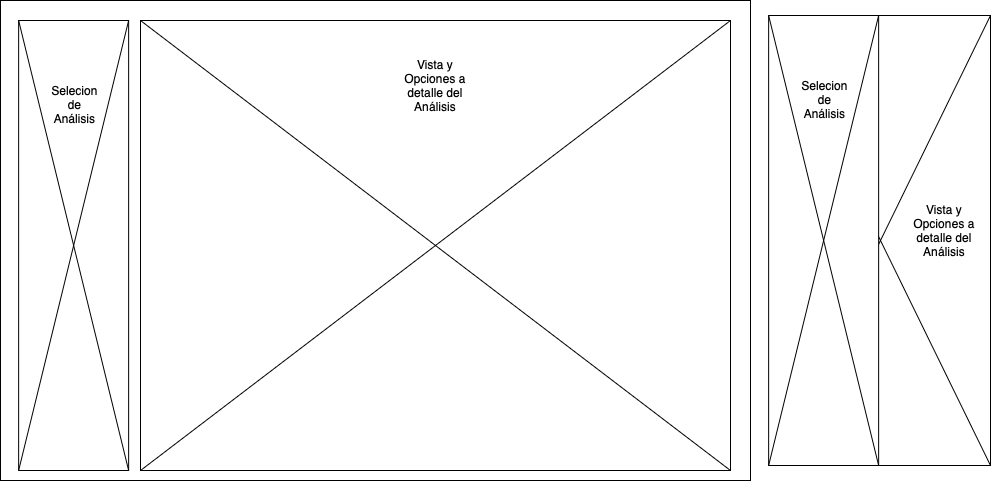 Selecion
de
Análisis
Vista y
Opciones a
detalle del
Análisis
Selecion
de
Análisis
Vista y
Opciones a
detalle del
Análisis